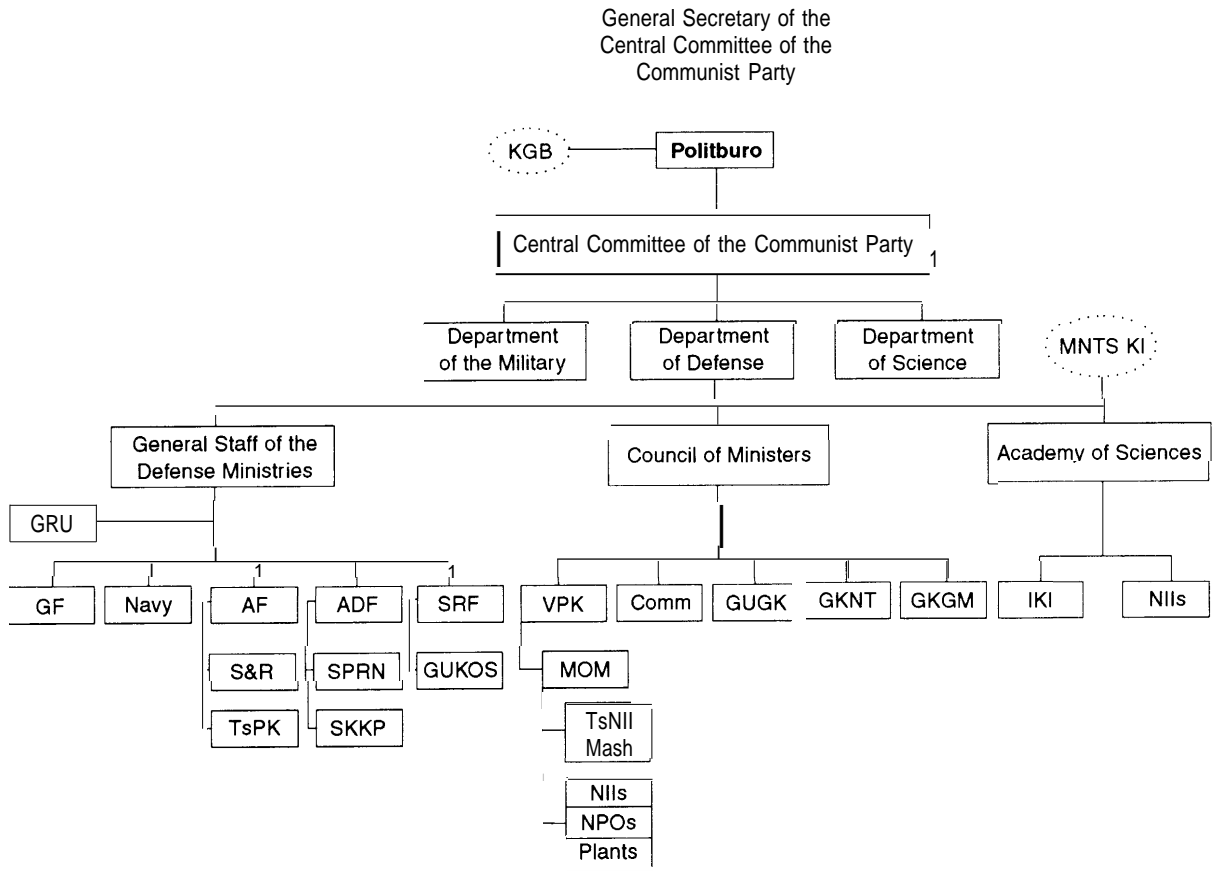 General Secretary of the
Central Committee of the
Communist Party
KGB
Politburo
Central Committee of the Communist Party
1
Department
of the Military
Department
of Defense
Department
of Science
MNTS KI
General Staff of the
Defense Ministries
Council of Ministers
Academy of Sciences
GRU
1
1
GF
Navy
AF
ADF
SRF
VPK
Comm
GUGK
GKNT
GKGM
IKI
NIIs
S&R
SPRN
GUKOS
MOM
TsPK
SKKP
TsNII
Mash
NIIs
NPOs
Plants